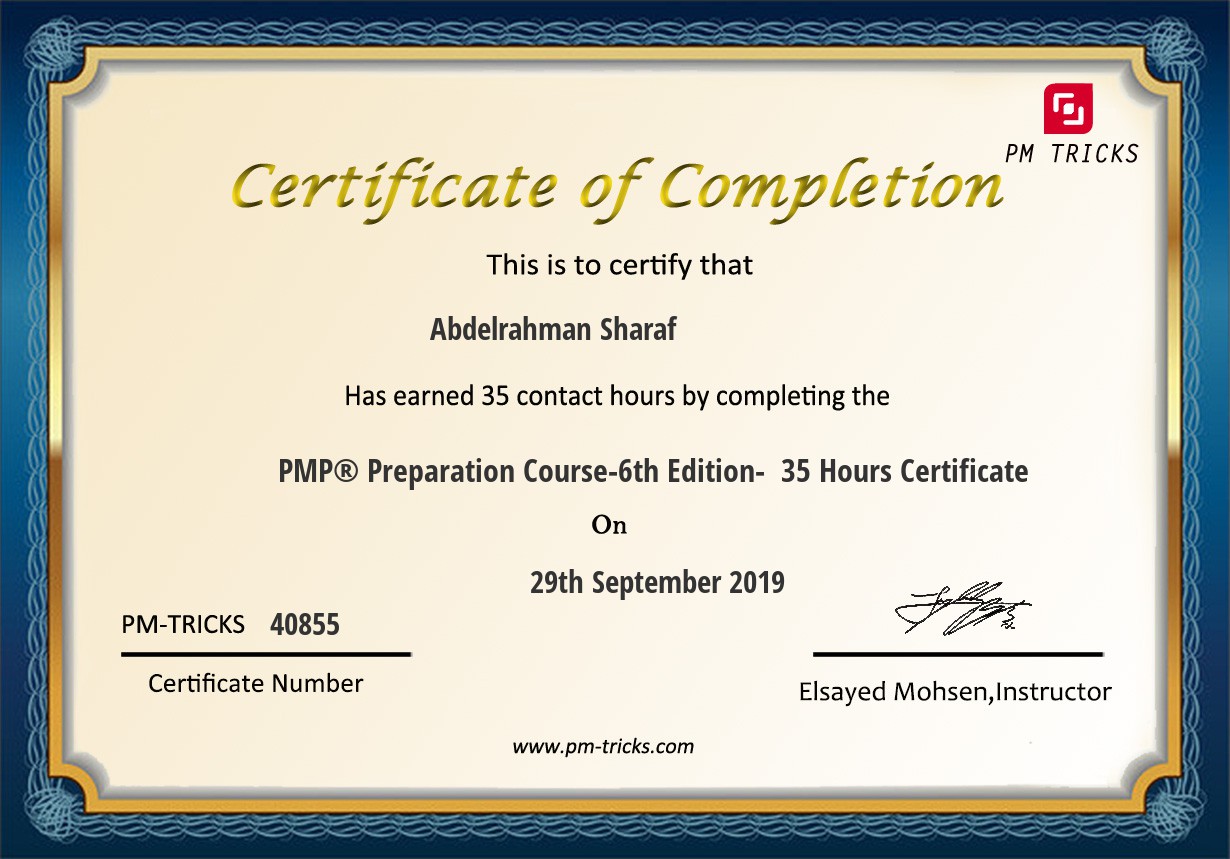 PM TRICKS
Certificate of Completion
This is to certify that
Abdelrahman Sharaf
Has earned 35 contact hours by completing the
PMP® Preparation Course-6th Edition- 35 Hours Certificate
On
29th September 2019
PM-TRICKS 40855
Certificate Number
Elsayed Mohsen,Instructor
www.pm-tricks.com